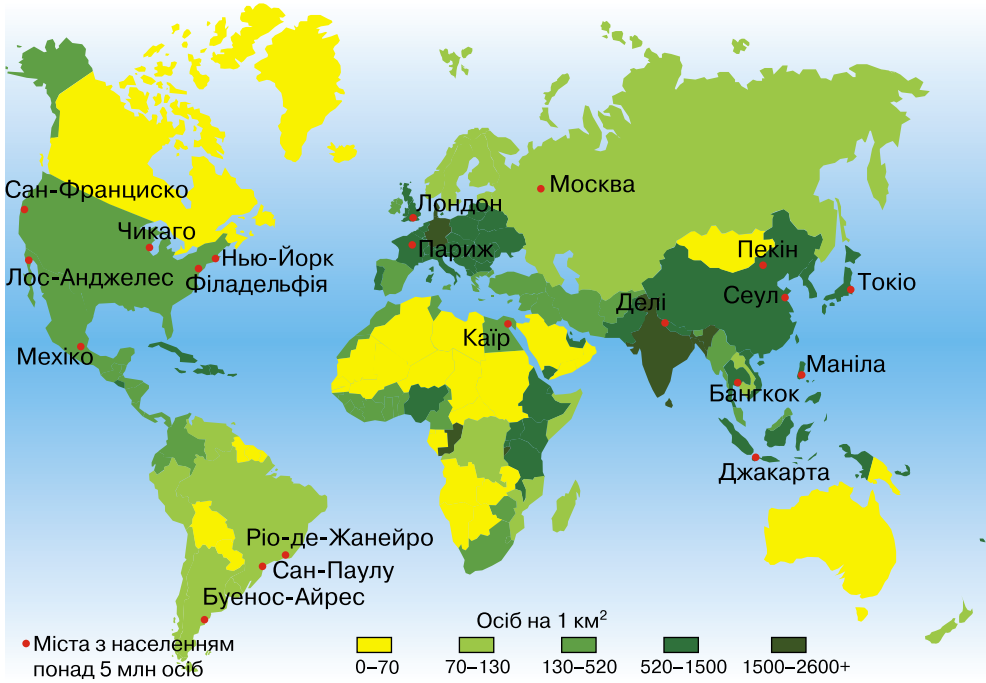 Сан-Франциско
Чикаго
Лос-Анджелес
Нью-Йорк
Філадельфія
Мехіко
Москва
Лондон
Париж
Каїр
Делі
Пекін
Сеул
Токіо
Маніла
Бангкок
Джакарта
Ріо-де-Жанейро
Сан-Паулу
Буенос-Айрес
Міста з населенням
понад 5 млн осіб
Осіб на 1 км²
0–70
70–130
130–520
520–1500
1500–2600+